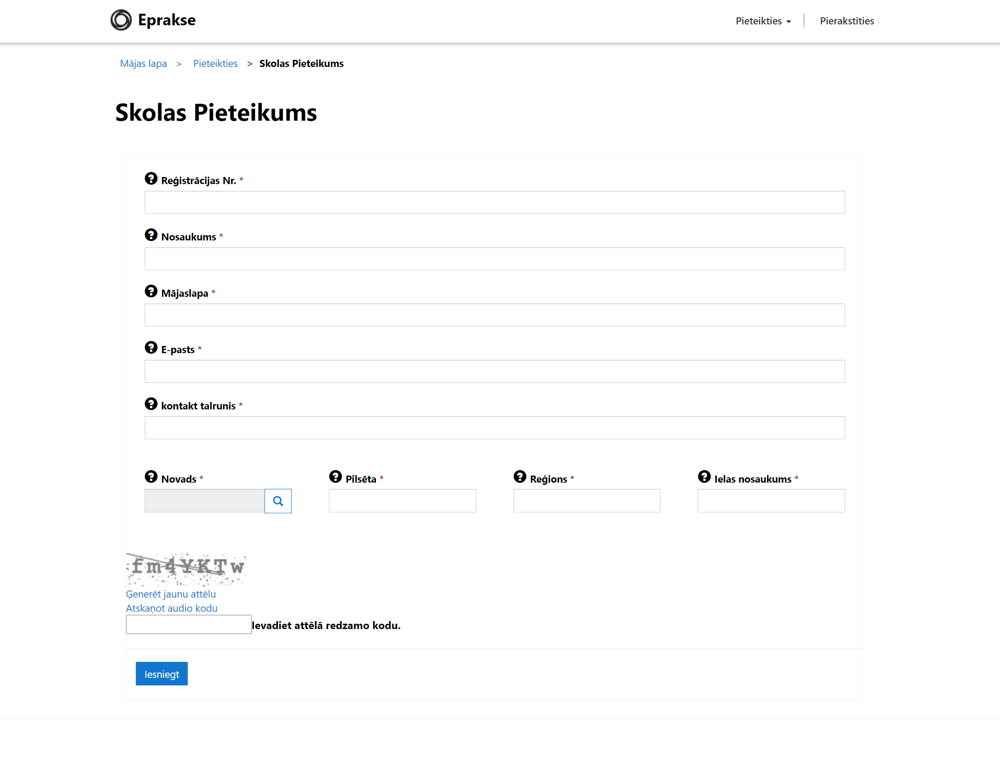 Eprakse
Pieteikties
Pierakstīties
Mājas lapa > Pieteikties > Skolas Pieteikums
Skolas Pieteikums
Reģistrācijas Nr. *
Nosaukums *
Mājaslapa *
E-pasts *
kontakt talrunis *
Novads * Pilsēta * Reģions * Ielas nosaukums *
fm4YKTw
Ģenerēt jaunu attēlu
Atskaņot audio kodu
Ievadiet attēlā redzamo kodu.
Iesniegt